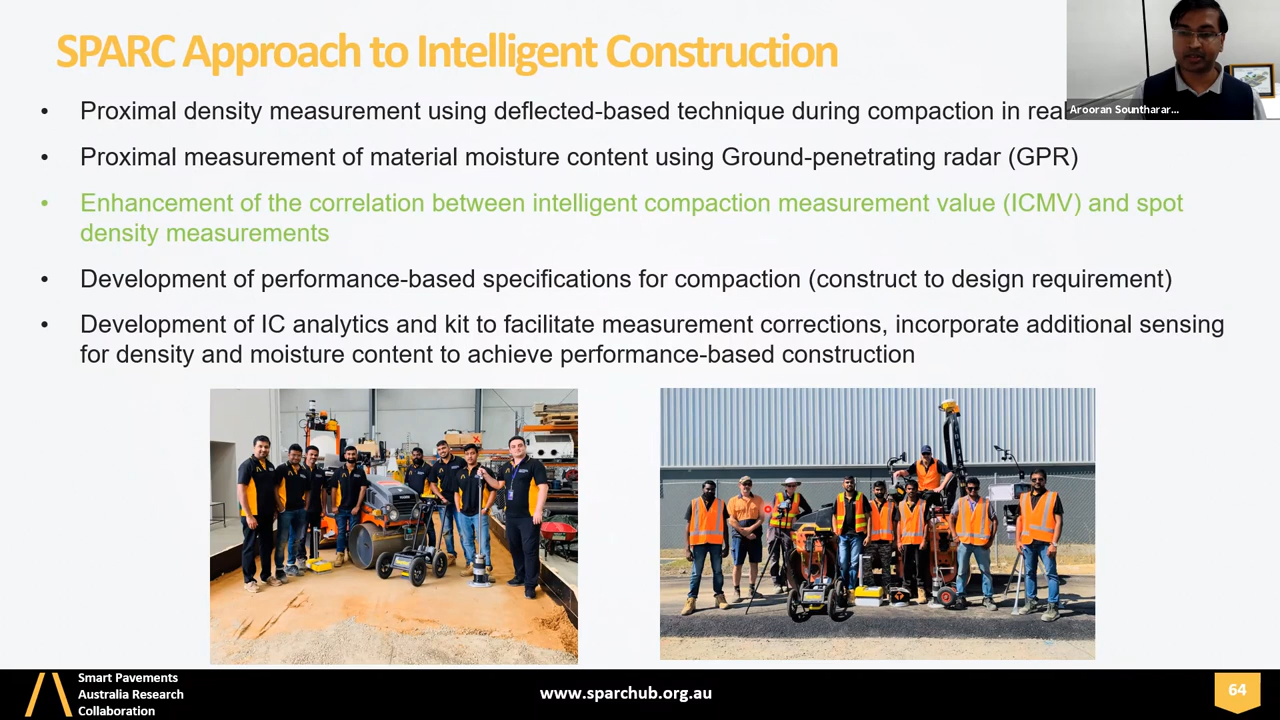 SPARC Approach to Intelligent Construction
Arooran Sountharar...
• Proximal density measurement using deflected-based technique during compaction in real
• Proximal measurement of material moisture content using Ground-penetrating radar (GPR)
• Enhancement of the correlation between intelligent compaction measurement value (ICMV) and spot
density measurements
• Development of performance-based specifications for compaction (construct to design requirement)
• Development of IC analytics and kit to facilitate measurement corrections, incorporate additional sensing
for density and moisture content to achieve performance-based construction
Smart Pavements
Australia Research
Collaboration
www.sparchub.org.au
64